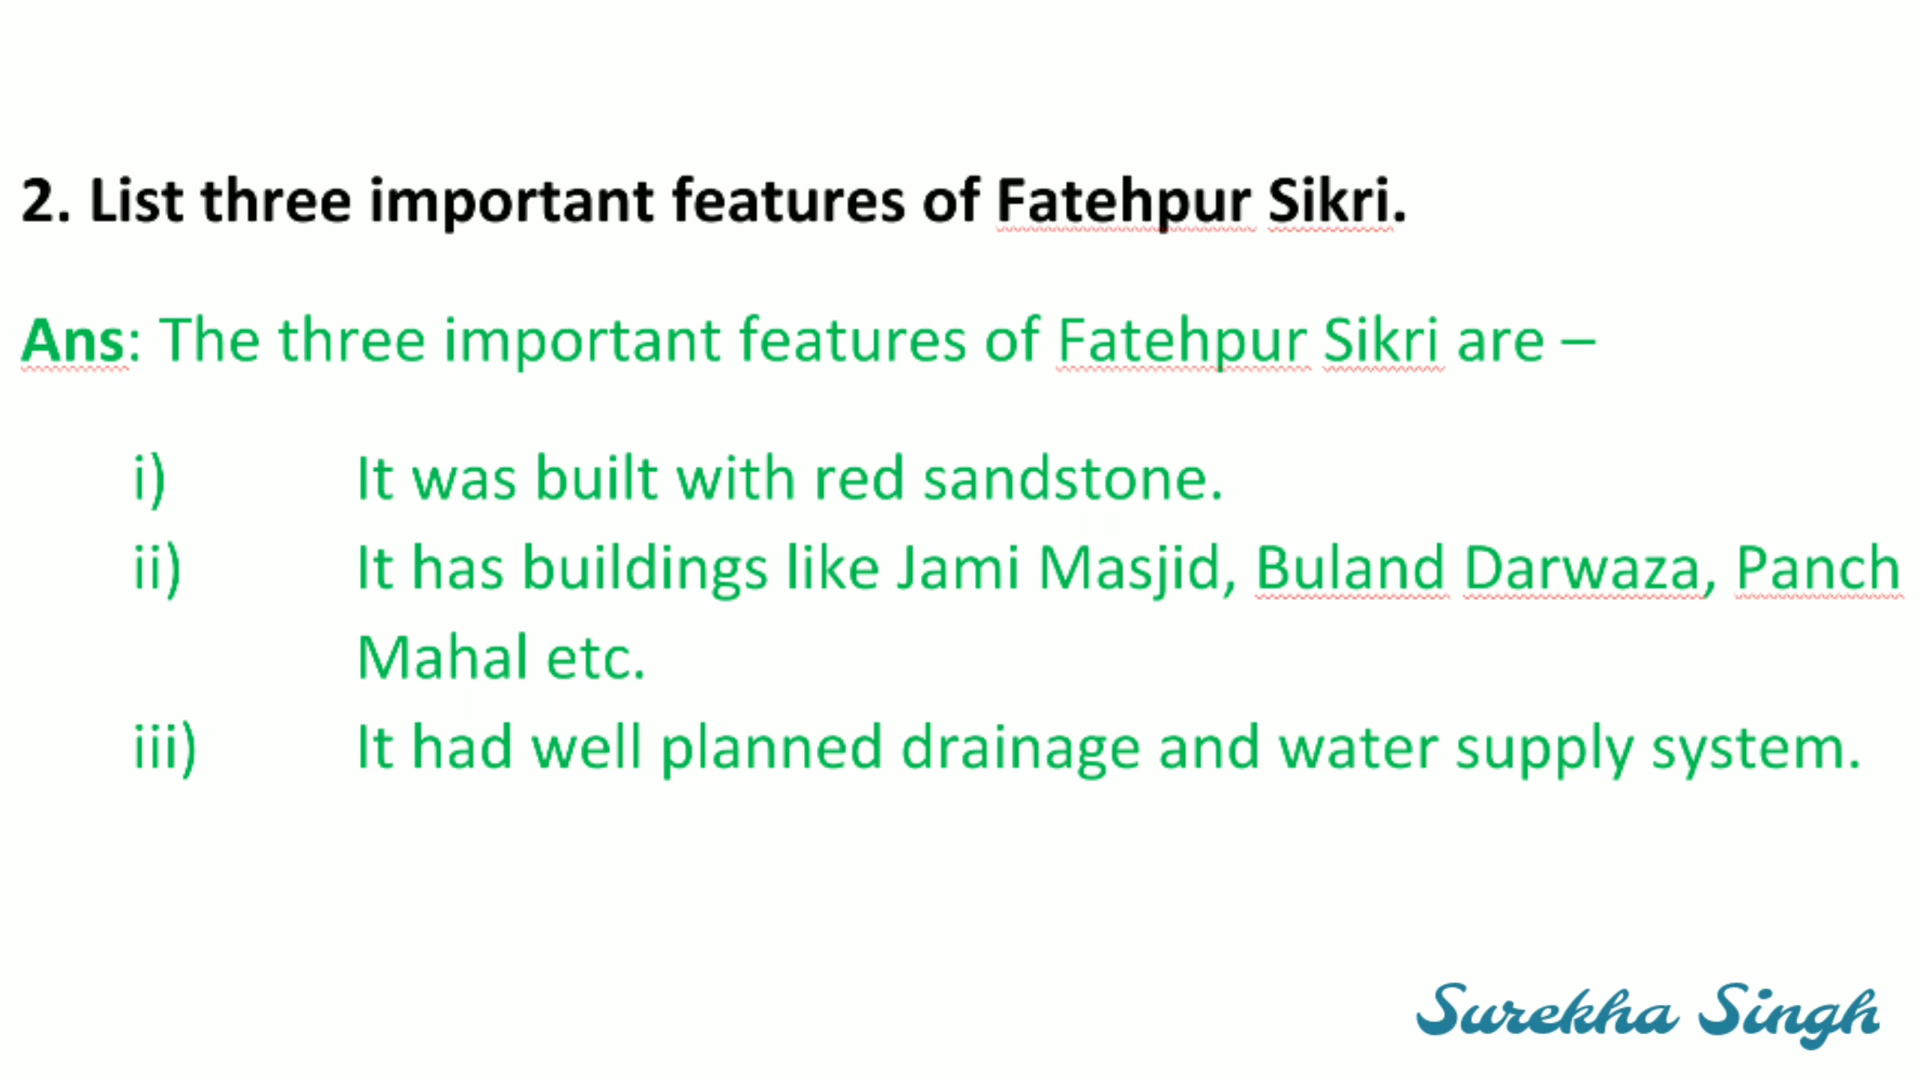 2. List three important features of Fatehpur Sikri.
Ans: The three important features of Fatehpur Sikri are –
i) It was built with red sandstone.
ii) It has buildings like Jami Masjid, Buland Darwaza, Panch
Mahal etc.
iii) It had well planned drainage and water supply system.
Surekha Singh